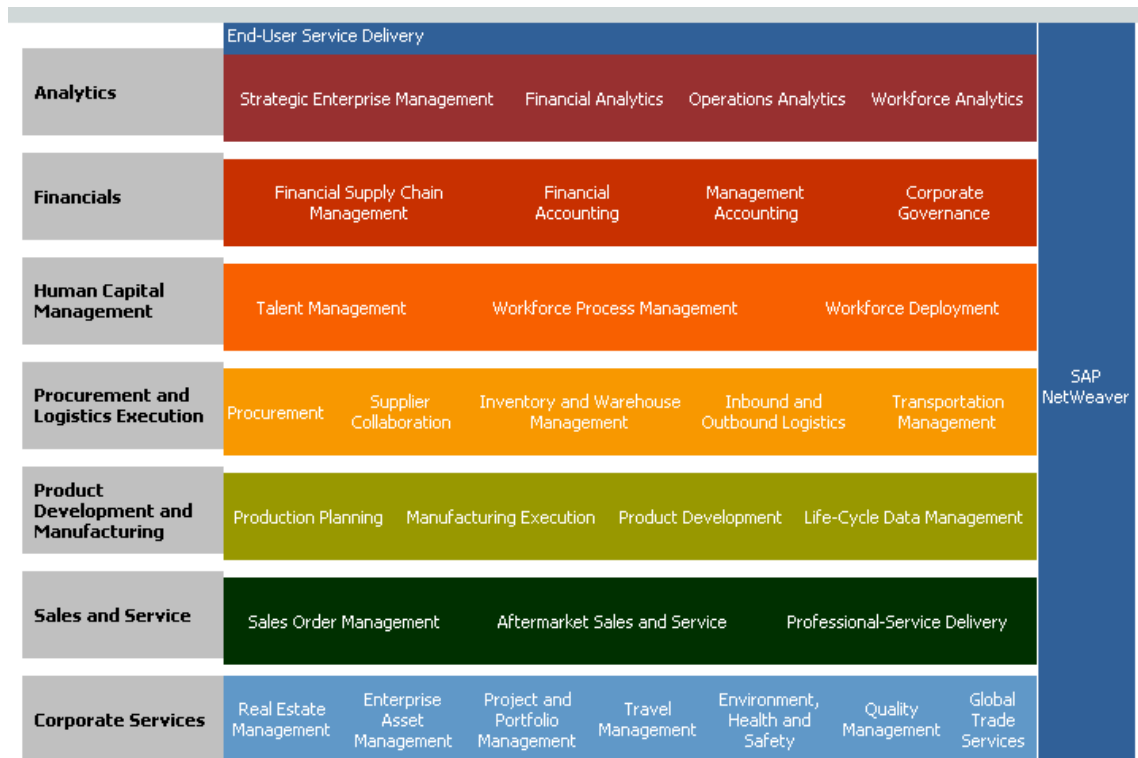 End-User Service Delivery
Analytics
Strategic Enterprise Management
Financial Analytics
Operations Analytics
Workforce Analytics
Financials
Financial Supply Chain
Management
Financial
Accounting
Management
Accounting
Corporate
Governance
Human Capital
Management
Talent Management
Workforce Process Management
Workforce Deployment
Procurement and
Logistics Execution
Procurement
Supplier
Collaboration
Inventory and Warehouse
Management
Inbound and
Outbound Logistics
Transportation
Management
SAP
NetWeaver
Product
Development and
Manufacturing
Production Planning
Manufacturing Execution
Product Development
Life-Cycle Data Management
Sales and Service
Sales Order Management
Aftermarket Sales and Service
Professional-Service Delivery
Corporate Services
Real Estate
Management
Enterprise
Asset
Management
Project and
Portfolio
Management
Travel
Management
Environment,
Health and
Safety
Quality
Management
Global
Trade
Services